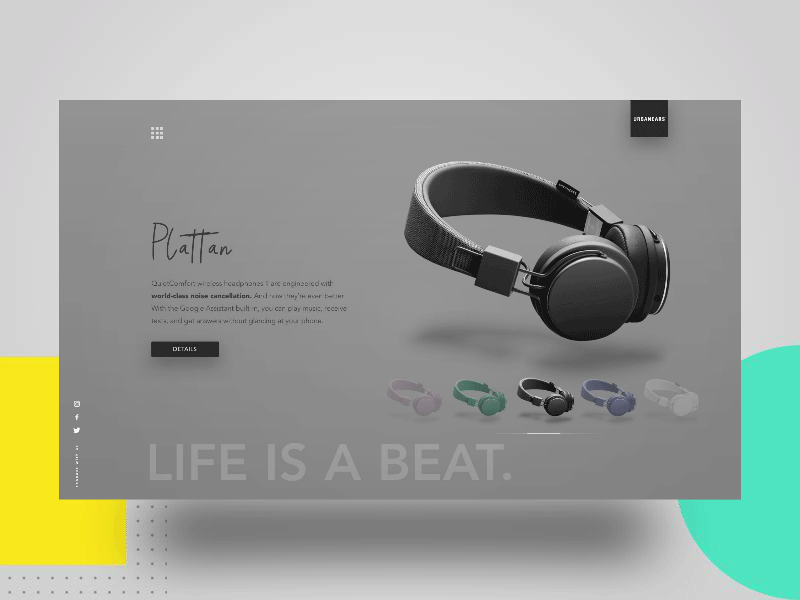 URBANEARS
Plattan
QuietComfort wireless headphones II are engineered with
world-class noise cancellation. And now they're even better.
With the Google Assistant built-in, you can play music, receive
texts, and get answers without glancing at your phone.
DETAILS
LIFE IS A BEAT.